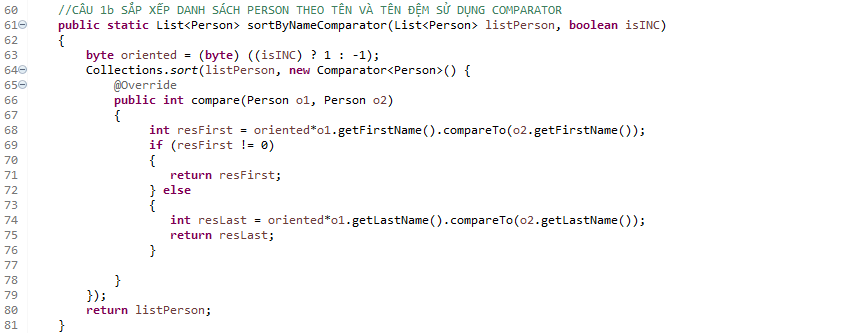 60 //CÂU 1b SẮP XẾP DANH SÁCH PERSON THEO TÊN VÀ TÊN ĐỆM SỬ DỤNG COMPARATOR
61 public static List<Person> sortByNameComparator(List<Person> listPerson, boolean isINC)
62 {
63 byte oriented = (byte) ((isINC) ? 1 : -1);
64 Collections.sort(listPerson, new Comparator<Person>() {
65 @Override
66 public int compare(Person o1, Person o2)
67 {
68 int resFirst = oriented*o1.getFirstName().compareTo(o2.getFirstName());
69 if (resFirst != 0)
70 {
71 return resFirst;
72 } else
73 {
74 int resLast = oriented*o1.getLastName().compareTo(o2.getLastName());
75 return resLast;
76 }
77
78 }
79 });
80 return listPerson;
81 }